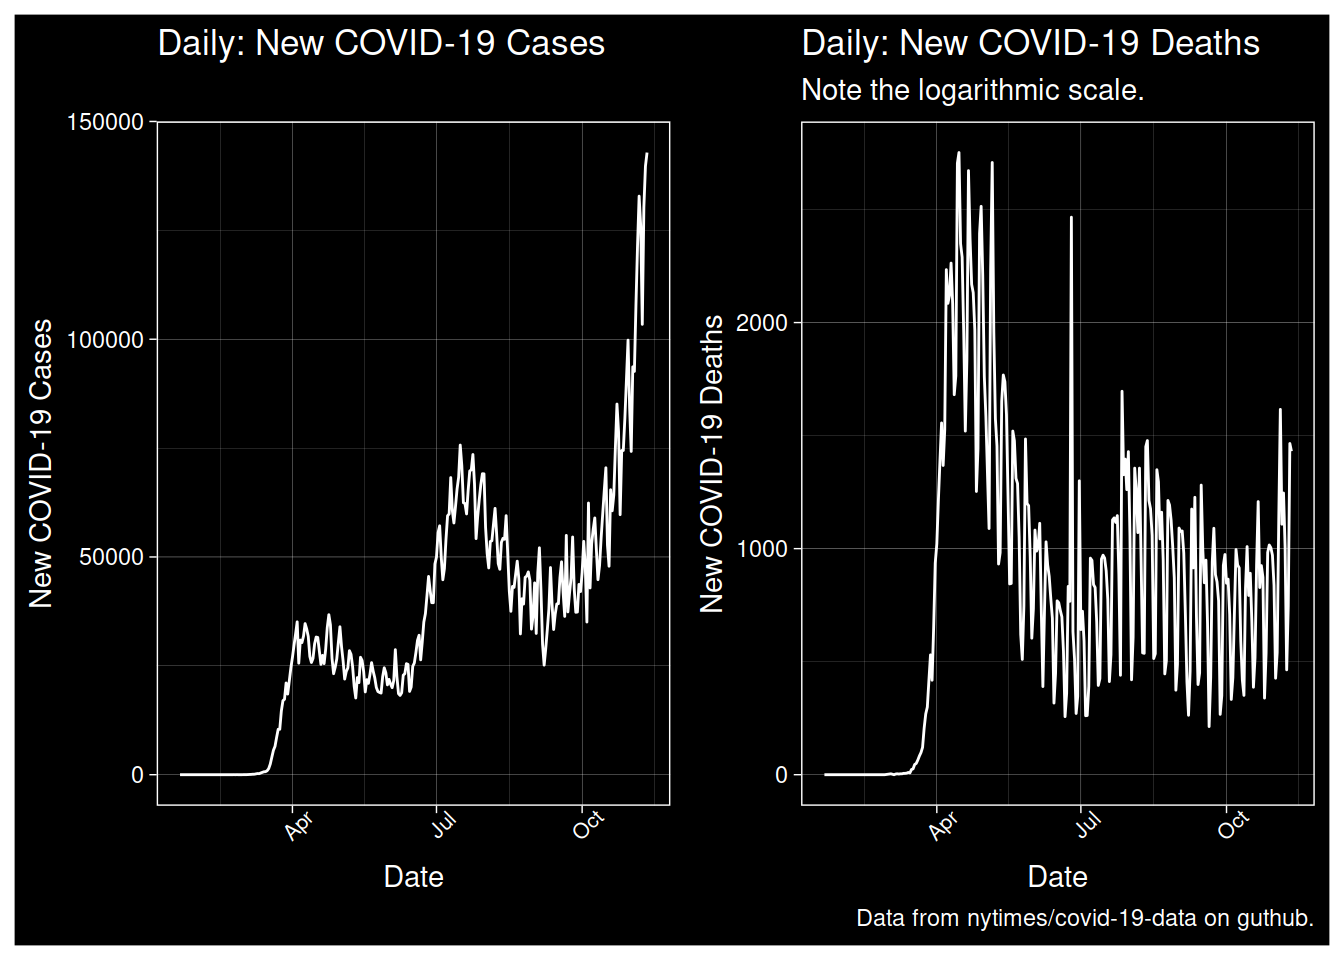 Daily: New COVID-19 Cases
150000
100000
50000
0
New COVID-19 Cases
Apr
Jul
Oct
Date
Daily: New COVID-19 Deaths
Note the logarithmic scale.
2000
1000
0
New COVID-19 Deaths
Apr
Jul
Oct
Date
Data from nytimes/covid-19-data on guthub.